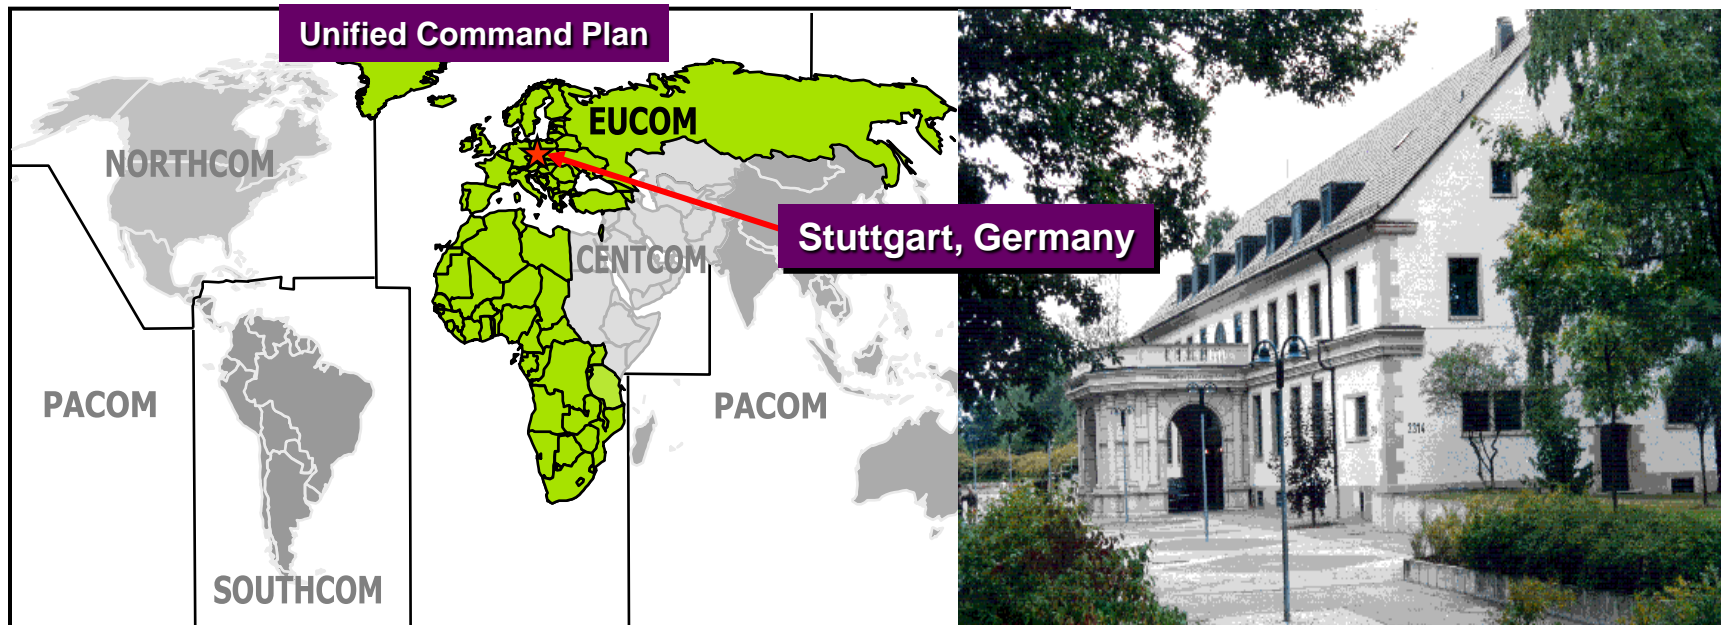 Unified Command Plan
EUCOM
NORTHCOM
Stuttgart, Germany
CENTCOM
PACOM
PACOM
SOUTHCOM
2314